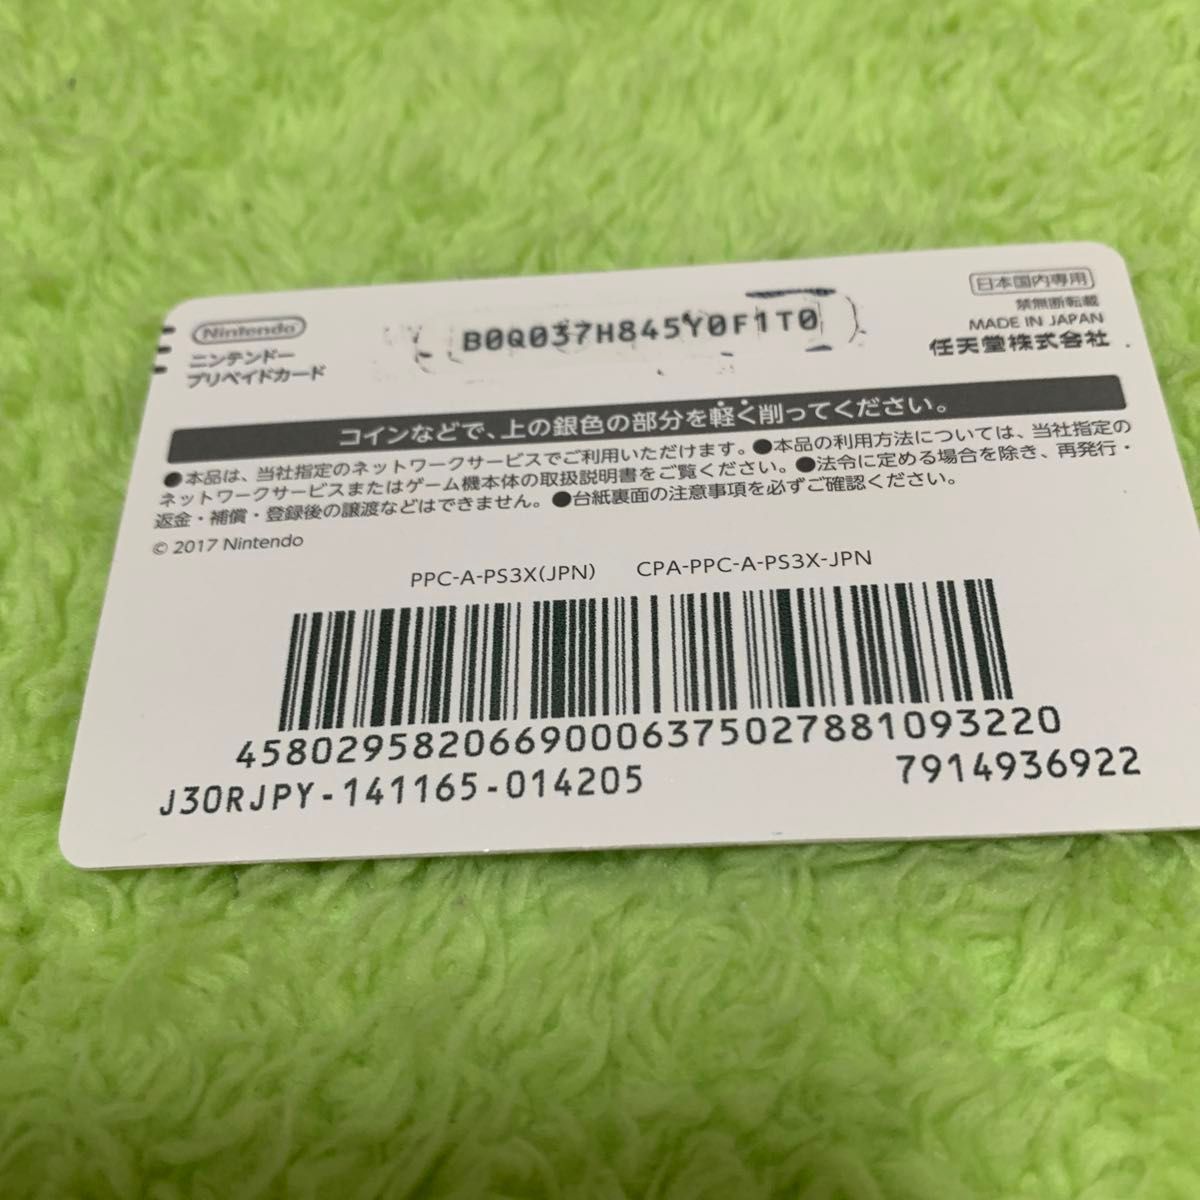 Nintendo
ニンテンドー
プリペイドカード
B0Q037H845Y0F1T0
日本国内専用
禁無断転載
MADE IN JAPAN
任天堂株式会社
コインなどで、上の銀色の部分を軽く削ってください。
●本品は、当社指定のネットワークサービスでご利用いただけます。●本品の利用方法については、当社指定の
ネットワークサービスまたはゲーム機本体の取扱説明書をご覧ください。●法令に定める場合を除き、再発行・
返金・補償・登録後の譲渡などはできません。●台紙裏面の注意事項を必ずご確認ください。
© 2017 Nintendo
PPC-A-PS3X(JPN) CPA-PPC-A-PS3X-JPN
45802958206690006375027881093220
J30RJPY-141165-014205 7914936922